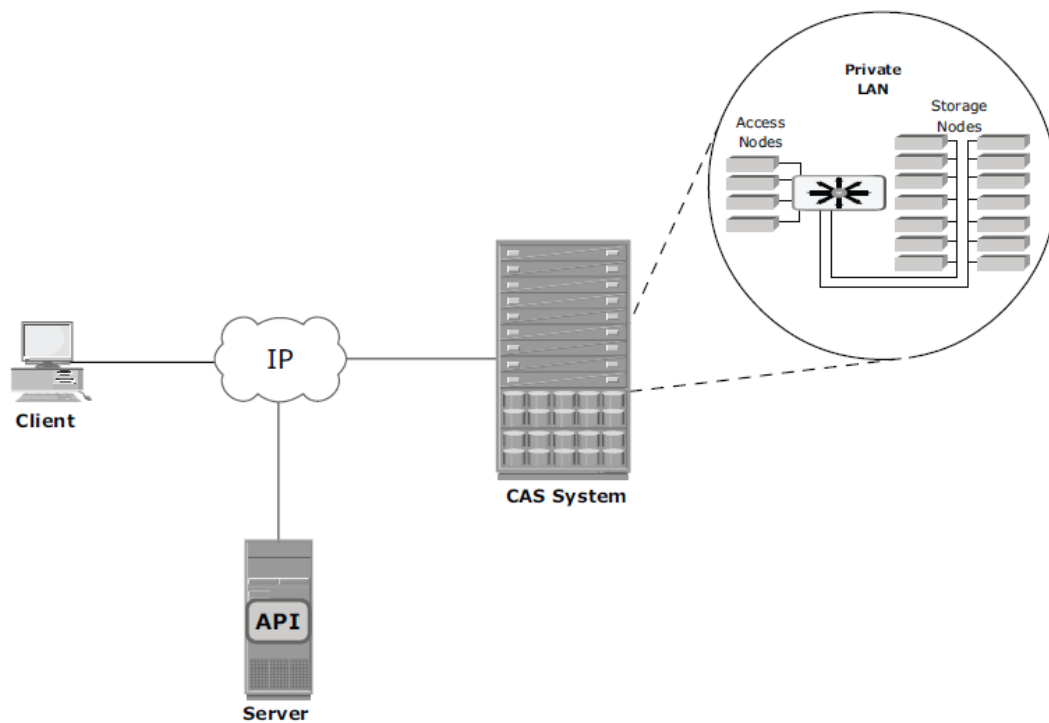 Private
LAN
Storage
Nodes
Access
Nodes
IP
Client
CAS System
API
Server